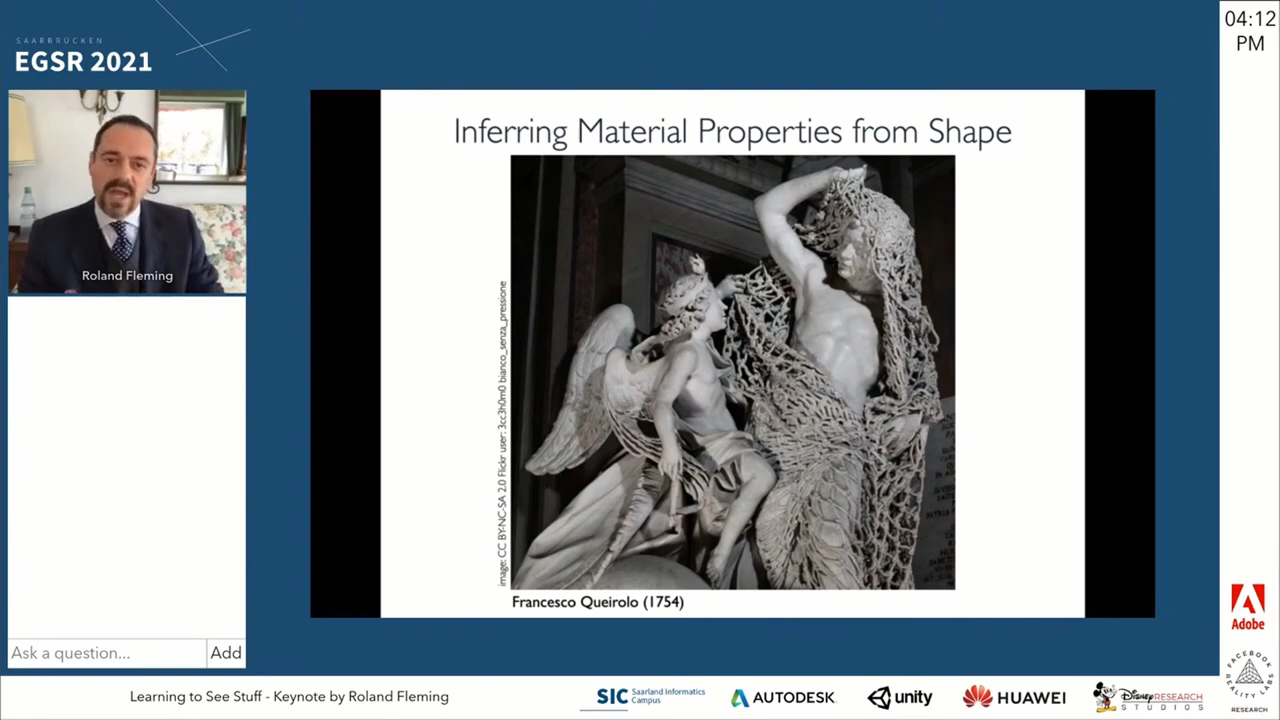 04:12
PM
SAARBRÜCKEN
EGSR 2021
Roland Fleming
Inferring Material Properties from Shape
image: CC BY-NC-SA 2.0 Flickr user: 3cc3h0m0 bianco_senza_pressione
Francesco Queirolo (1754)
Ask a question...
Add
Learning to See Stuff - Keynote by Roland Fleming
SIC Saarland Informatics
Campus
AUTODESK
unity
HUAWEI
Disney RESEARCH
STUDIOS
Adobe
FACEBOOK
REALITY LABS
RESEARCH